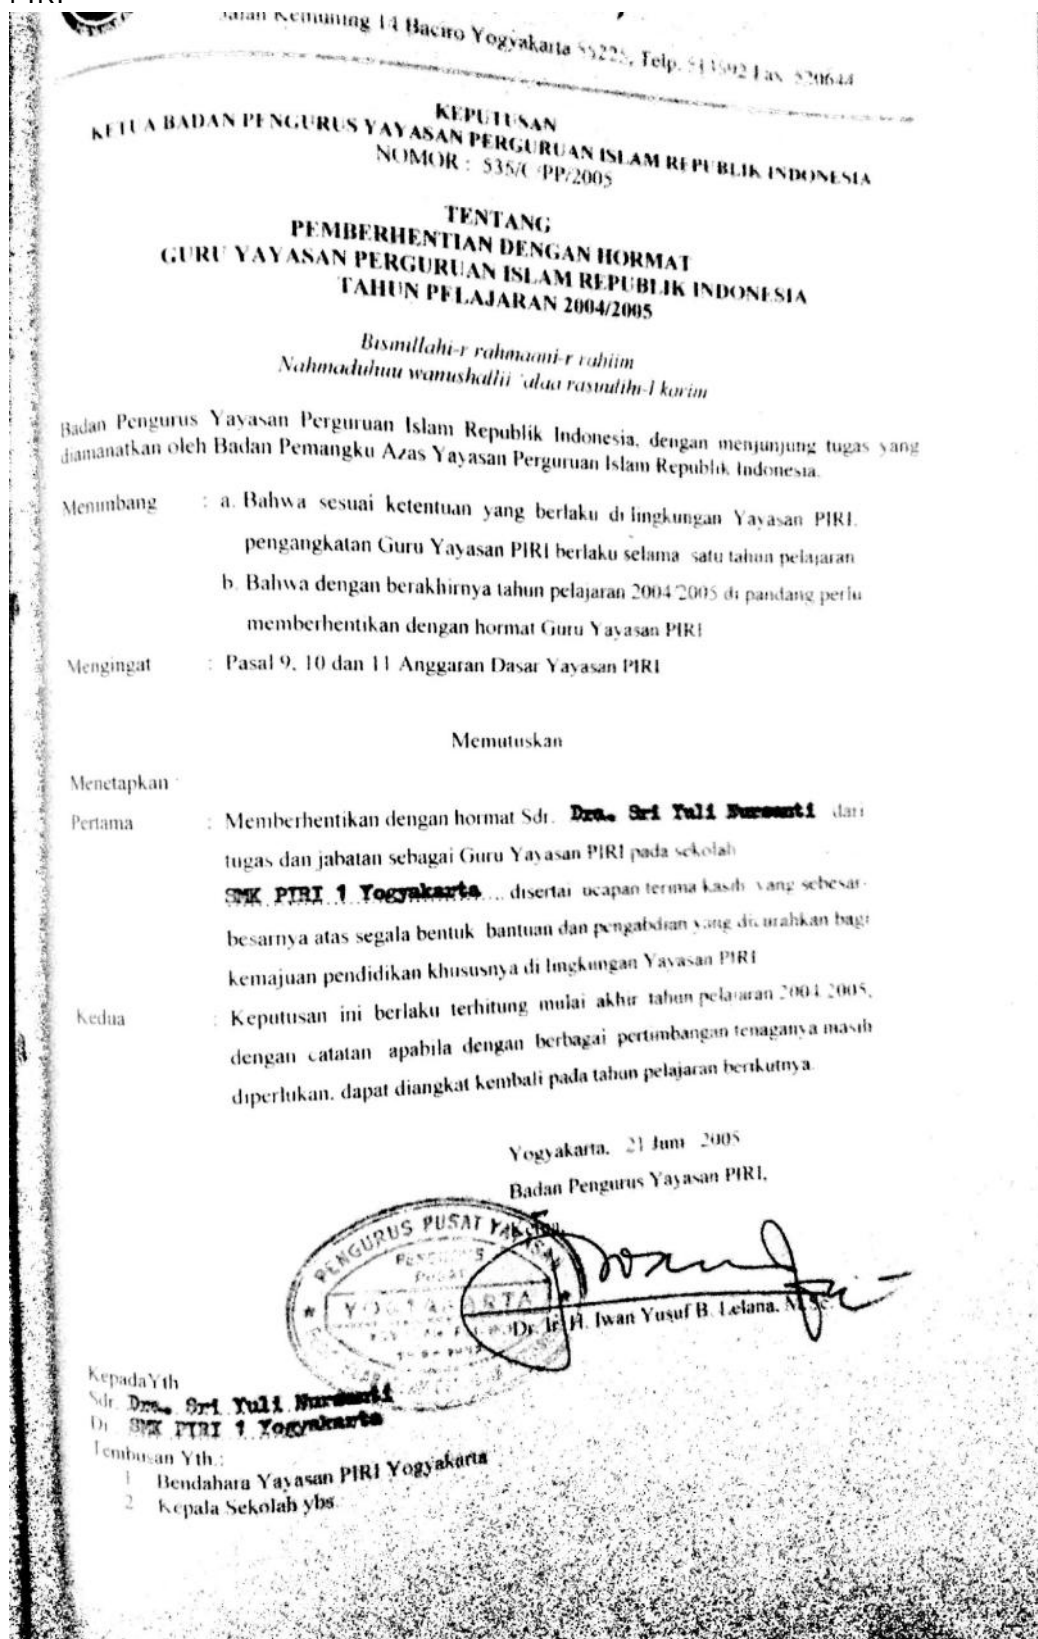 Jalan Kemuning 14 Baciro Yogyakarta 55225, Telp. 513592 Fax. 520644
KEPUTUSAN
KETUA BADAN PENGURUS YAYASAN PERGURUAN ISLAM REPUBLIK INDONESIA
NOMOR : 535/C/PP/2005
TENTANG
PEMBERHENTIAN DENGAN HORMAT
GURU YAYASAN PERGURUAN ISLAM REPUBLIK INDONESIA
TAHUN PELAJARAN 2004/2005
Bismillahi-r rahmaani-r rahiim
Nahmaduhuu wanushallii 'alaa rasuulihi-l karim
Badan Pengurus Yayasan Perguruan Islam Republik Indonesia, dengan menjunjung tugas yang
diamanatkan oleh Badan Pemangku Azas Yayasan Perguruan Islam Republik Indonesia.
Menimbang : a. Bahwa sesuai ketentuan yang berlaku di lingkungan Yayasan PIRI,
pengangkatan Guru Yayasan PIRI berlaku selama satu tahun pelajaran
b. Bahwa dengan berakhirnya tahun pelajaran 2004/2005 di pandang perlu
memberhentikan dengan hormat Guru Yayasan PIRI
Mengingat : Pasal 9, 10 dan 11 Anggaran Dasar Yayasan PIRI
Memutuskan
Menetapkan :
Pertama : Memberhentikan dengan hormat Sdr. Dra. Sri Yuli Nursanti dari
tugas dan jabatan sebagai Guru Yayasan PIRI pada sekolah
SMK PIRI 1 Yogyakarta disertai ucapan terima kasih yang sebesar-
besarnya atas segala bentuk bantuan dan pengabdian yang dicurahkan bagi
kemajuan pendidikan khususnya di lingkungan Yayasan PIRI
Kedua : Keputusan ini berlaku terhitung mulai akhir tahun pelajaran 2004/2005,
dengan catatan apabila dengan berbagai pertimbangan tenaganya masih
diperlukan, dapat diangkat kembali pada tahun pelajaran berikutnya.
Yogyakarta, 21 Juni 2005
Badan Pengurus Yayasan PIRI,
Ketua,
PENGURUS PUSAT YAYASAN
YOGYAKARTA
Dr. Ir. H. Iwan Yusuf B. Lelana, M.Sc.
Kepada Yth
Sdr. Dra. Sri Yuli Nursanti
Di SMK PIRI 1 Yogyakarta
Tembusan Yth.:
1 Bendahara Yayasan PIRI Yogyakarta
2 Kepala Sekolah ybs.